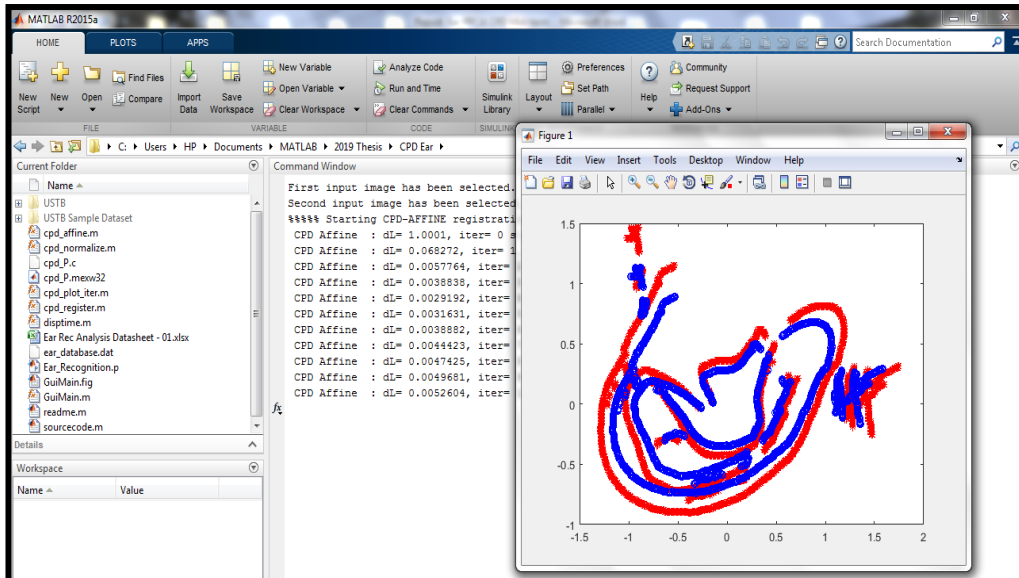 MATLAB R2015a
HOME PLOTS APPS
Search Documentation
New Script
New
Open
Find Files
Compare
Import Data
Save Workspace
New Variable
Open Variable
Clear Workspace
Analyze Code
Run and Time
Clear Commands
Simulink Library
Layout
Preferences
Set Path
Parallel
Help
Community
Request Support
Add-Ons
FILE VARIABLE CODE SIMULINK
C: Users HP Documents MATLAB 2019 Thesis CPD Ear
Current Folder
Name
USTB
USTB Sample Dataset
cpd_affine.m
cpd_normalize.m
cpd_P.c
cpd_P.mexw32
cpd_plot_iter.m
cpd_register.m
disptime.m
Ear Rec Analysis Datasheet - 01.xlsx
ear_database.dat
Ear_Recognition.p
GuiMain.fig
GuiMain.m
readme.m
sourcecode.m
Details
Workspace
Name Value
Command Window
First input image has been selected.
Second input image has been selected
%%%%% Starting CPD-AFFINE registrati
CPD Affine : dL= 1.0001, iter= 0 s
CPD Affine : dL= 0.068272, iter= 1
CPD Affine : dL= 0.0057764, iter=
CPD Affine : dL= 0.0038838, iter=
CPD Affine : dL= 0.0029192, iter=
CPD Affine : dL= 0.0031631, iter=
CPD Affine : dL= 0.0038882, iter=
CPD Affine : dL= 0.0044423, iter=
CPD Affine : dL= 0.0047425, iter=
CPD Affine : dL= 0.0049681, iter=
CPD Affine : dL= 0.0052604, iter=
fx
Figure 1
File Edit View Insert Tools Desktop Window Help
1.5
1
0.5
0
-0.5
-1
-1.5 -1 -0.5 0 0.5 1 1.5 2